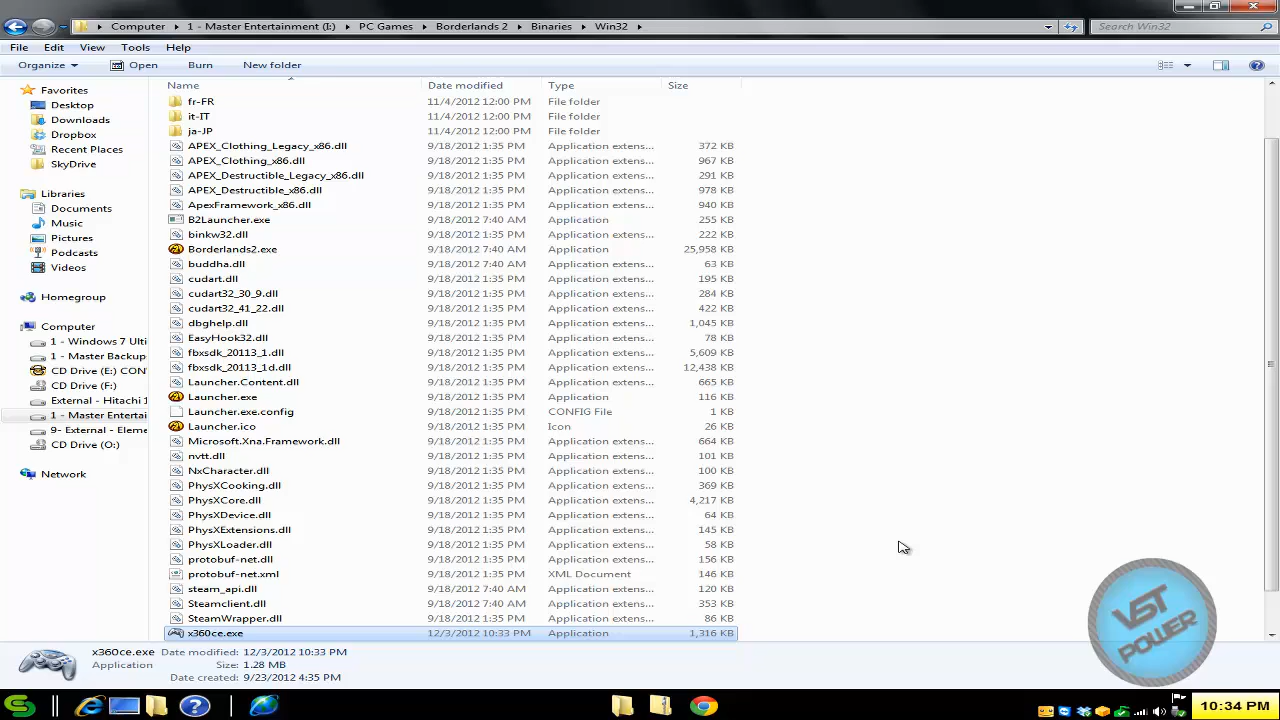 Computer 1 - Master Entertainment (I:) PC Games Borderlands 2 Binaries Win32 Search Win32
File Edit View Tools Help
Organize Open Burn New folder
Name Date modified Type Size
fr-FR 11/4/2012 12:00 PM File folder
it-IT 11/4/2012 12:00 PM File folder
ja-JP 11/4/2012 12:00 PM File folder
APEX_Clothing_Legacy_x86.dll 9/18/2012 1:35 PM Application extens... 372 KB
APEX_Clothing_x86.dll 9/18/2012 1:35 PM Application extens... 967 KB
APEX_Destructible_Legacy_x86.dll 9/18/2012 1:35 PM Application extens... 291 KB
APEX_Destructible_x86.dll 9/18/2012 1:35 PM Application extens... 978 KB
ApexFramework_x86.dll 9/18/2012 1:35 PM Application extens... 940 KB
B2Launcher.exe 9/18/2012 7:40 AM Application 255 KB
binkw32.dll 9/18/2012 1:35 PM Application extens... 222 KB
Borderlands2.exe 9/18/2012 7:40 AM Application 25,958 KB
buddha.dll 9/18/2012 7:40 AM Application extens... 63 KB
cudart.dll 9/18/2012 1:35 PM Application extens... 195 KB
cudart32_30_9.dll 9/18/2012 1:35 PM Application extens... 284 KB
cudart32_41_22.dll 9/18/2012 1:35 PM Application extens... 422 KB
dbghelp.dll 9/18/2012 1:35 PM Application extens... 1,045 KB
EasyHook32.dll 9/18/2012 1:35 PM Application extens... 78 KB
fbxsdk_20113_1.dll 9/18/2012 1:35 PM Application extens... 5,609 KB
fbxsdk_20113_1d.dll 9/18/2012 1:35 PM Application extens... 12,438 KB
Launcher.Content.dll 9/18/2012 1:35 PM Application extens... 665 KB
Launcher.exe 9/18/2012 1:35 PM Application 116 KB
Launcher.exe.config 9/18/2012 1:35 PM CONFIG File 1 KB
Launcher.ico 9/18/2012 1:35 PM Icon 26 KB
Microsoft.Xna.Framework.dll 9/18/2012 1:35 PM Application extens... 664 KB
nvtt.dll 9/18/2012 1:35 PM Application extens... 101 KB
NxCharacter.dll 9/18/2012 1:35 PM Application extens... 100 KB
PhysXCooking.dll 9/18/2012 1:35 PM Application extens... 369 KB
PhysXCore.dll 9/18/2012 1:35 PM Application extens... 4,217 KB
PhysXDevice.dll 9/18/2012 1:35 PM Application extens... 64 KB
PhysXExtensions.dll 9/18/2012 1:35 PM Application extens... 145 KB
PhysXLoader.dll 9/18/2012 1:35 PM Application extens... 58 KB
protobuf-net.dll 9/18/2012 1:35 PM Application extens... 156 KB
protobuf-net.xml 9/18/2012 1:35 PM XML Document 146 KB
steam_api.dll 9/18/2012 7:40 AM Application extens... 120 KB
Steamclient.dll 9/18/2012 7:40 AM Application extens... 353 KB
SteamWrapper.dll 9/18/2012 1:35 PM Application extens... 86 KB
x360ce.exe 12/3/2012 10:33 PM Application 1,316 KB
Favorites
Desktop
Downloads
Dropbox
Recent Places
SkyDrive
Libraries
Documents
Music
Pictures
Podcasts
Videos
Homegroup
Computer
1 - Windows 7 Ulti
1 - Master Backup
CD Drive (E:) CON
CD Drive (F:)
External - Hitachi 1
1 - Master Entertai
9- External - Eleme
CD Drive (O:)
Network
x360ce.exe Date modified: 12/3/2012 10:33 PM
Application Size: 1.28 MB
Date created: 9/23/2012 4:35 PM
VST
POWER
10:34 PM